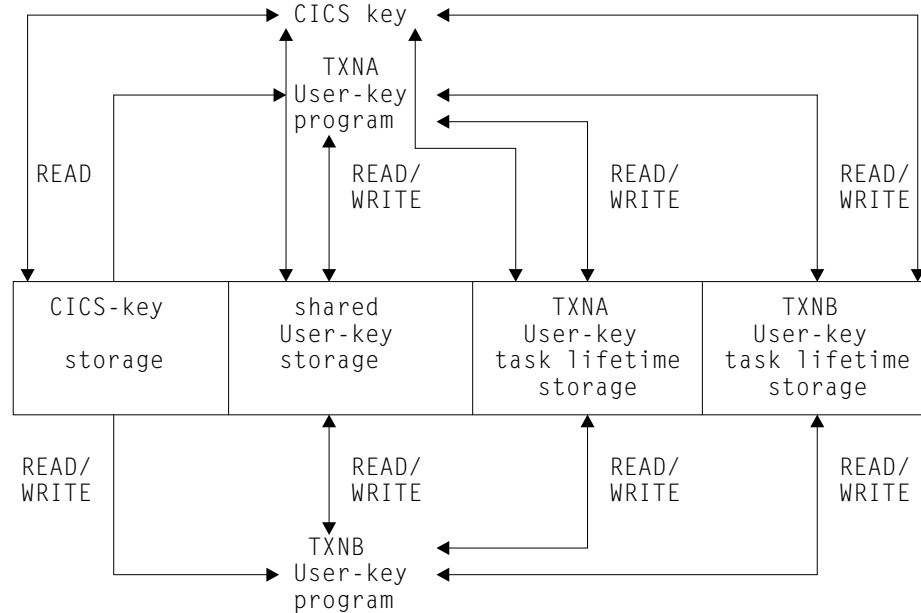 CICS key
TXNA
User-key
program
READ
READ/
WRITE
READ/
WRITE
READ/
WRITE
CICS-key
storage
shared
User-key
storage
TXNA
User-key
task lifetime
storage
TXNB
User-key
task lifetime
storage
READ/
WRITE
READ/
WRITE
READ/
WRITE
READ/
WRITE
TXNB
User-key
program